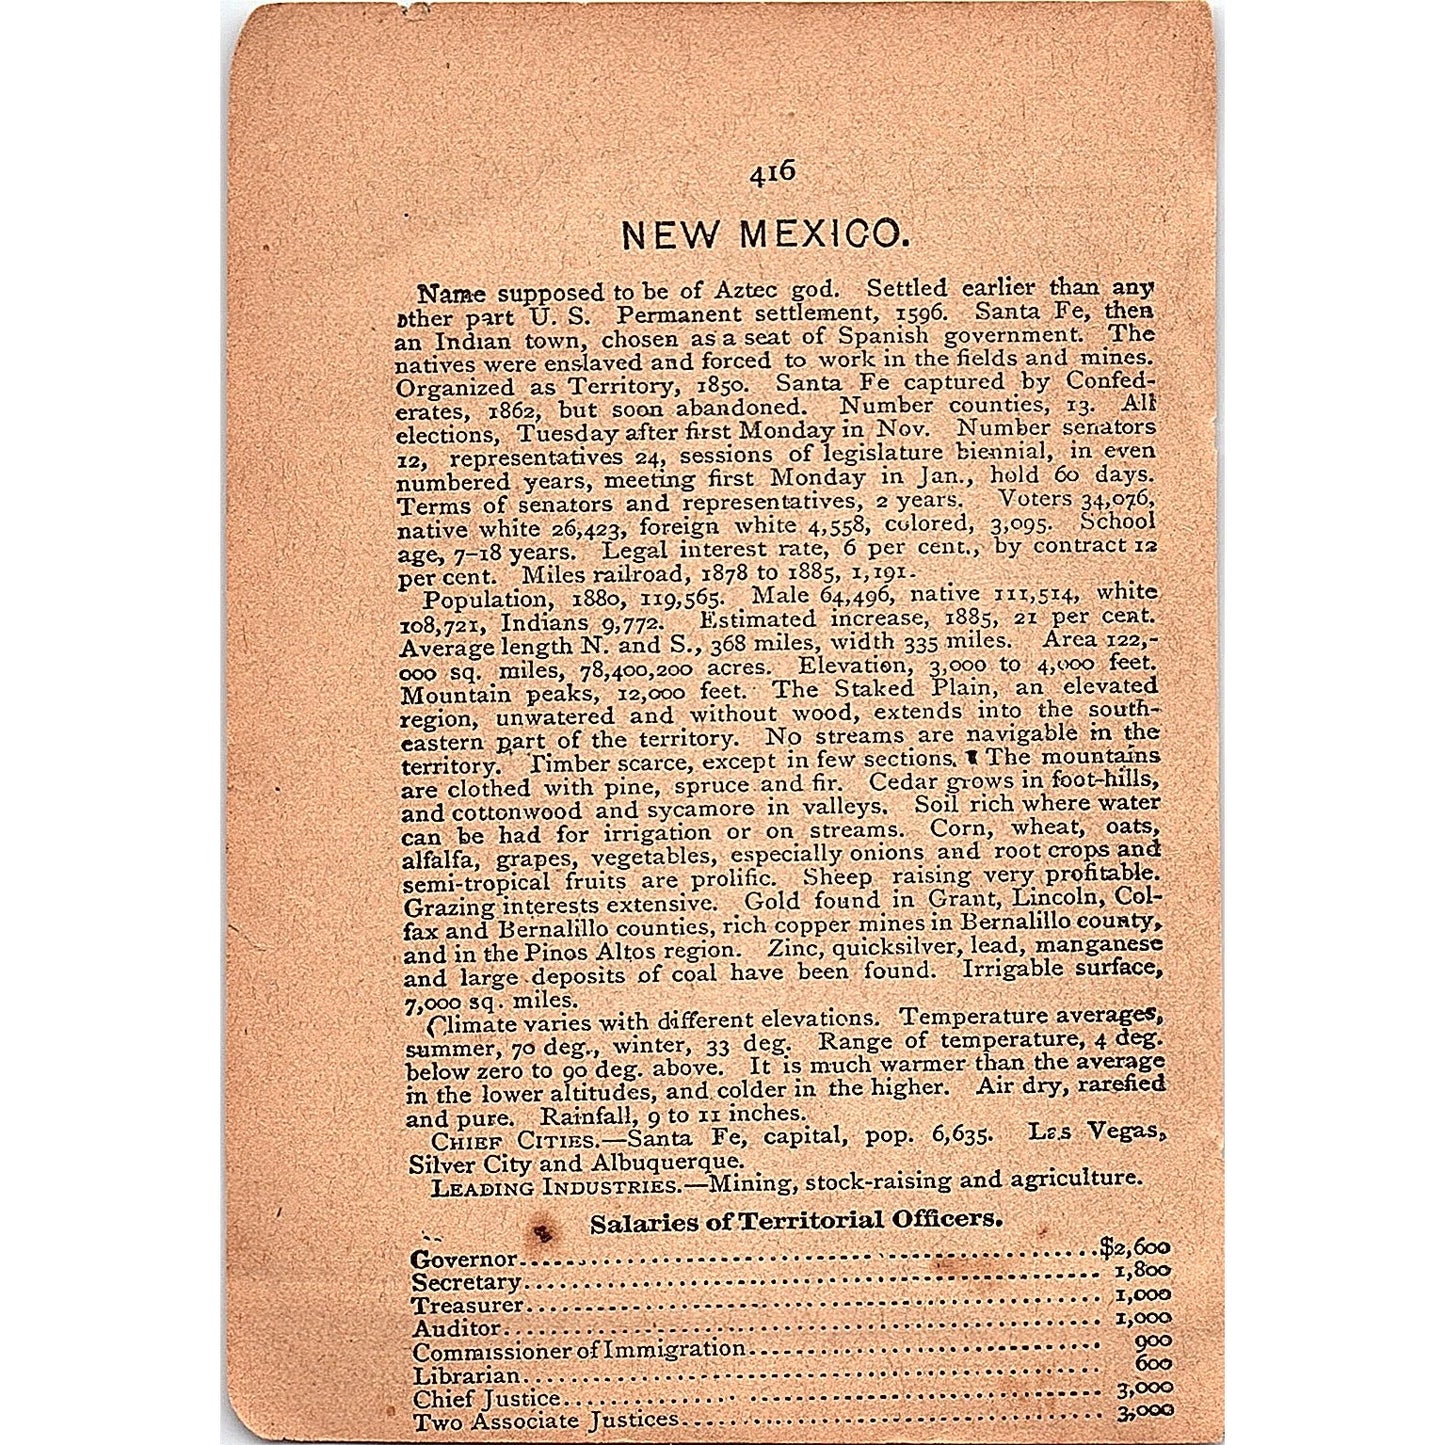 416
NEW MEXICO.
Name supposed to be of Aztec god. Settled earlier than any
other part U. S. Permanent settlement, 1596. Santa Fe, then
an Indian town, chosen as a seat of Spanish government. The
natives were enslaved and forced to work in the fields and mines.
Organized as Territory, 1850. Santa Fe captured by Confed-
erates, 1862, but soon abandoned. Number counties, 13. All
elections, Tuesday after first Monday in Nov. Number senators
12, representatives 24, sessions of legislature biennial, in even
numbered years, meeting first Monday in Jan., hold 60 days.
Terms of senators and representatives, 2 years. Voters 34,076,
native white 26,423, foreign white 4,558, colored, 3,095. School
age, 7-18 years. Legal interest rate, 6 per cent., by contract 12
per cent. Miles railroad, 1878 to 1885, 1,191.
Population, 1880, 119,565. Male 64,496, native 111,514, white
108,721, Indians 9,772. Estimated increase, 1885, 21 per cent.
Average length N. and S., 368 miles, width 335 miles. Area 122,-
000 sq. miles, 78,400,200 acres. Elevation, 3,000 to 4,000 feet.
Mountain peaks, 12,000 feet. The Staked Plain, an elevated
region, unwatered and without wood, extends into the south-
eastern part of the territory. No streams are navigable in the
territory. Timber scarce, except in few sections. The mountains
are clothed with pine, spruce and fir. Cedar grows in foot-hills,
and cottonwood and sycamore in valleys. Soil rich where water
can be had for irrigation or on streams. Corn, wheat, oats,
alfalfa, grapes, vegetables, especially onions and root crops and
semi-tropical fruits are prolific. Sheep raising very profitable.
Grazing interests extensive. Gold found in Grant, Lincoln, Col-
fax and Bernalillo counties, rich copper mines in Bernalillo county,
and in the Pinos Altos region. Zinc, quicksilver, lead, manganese
and large deposits of coal have been found. Irrigable surface,
7,000 sq. miles.
Climate varies with different elevations. Temperature averages,
summer, 70 deg., winter, 33 deg. Range of temperature, 4 deg.
below zero to 90 deg. above. It is much warmer than the average
in the lower altitudes, and colder in the higher. Air dry, rarefied
and pure. Rainfall, 9 to 11 inches.
CHIEF CITIES.—Santa Fe, capital, pop. 6,635. Las Vegas,
Silver City and Albuquerque.
LEADING INDUSTRIES.—Mining, stock-raising and agriculture.
Salaries of Territorial Officers.
Governor.....$2,600
Secretary.....1,800
Treasurer.....1,000
Auditor.....1,000
Commissioner of Immigration.....900
Librarian.....600
Chief Justice.....3,000
Two Associate Justices.....3,000